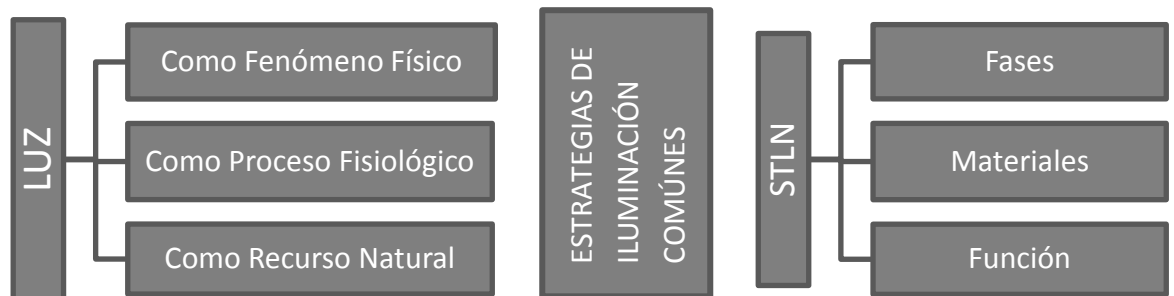 LUZ
Como Fenómeno Físico
Como Proceso Fisiológico
Como Recurso Natural
ESTRATEGIAS DE
ILUMINACIÓN
COMÚNES
STLN
Fases
Materiales
Función